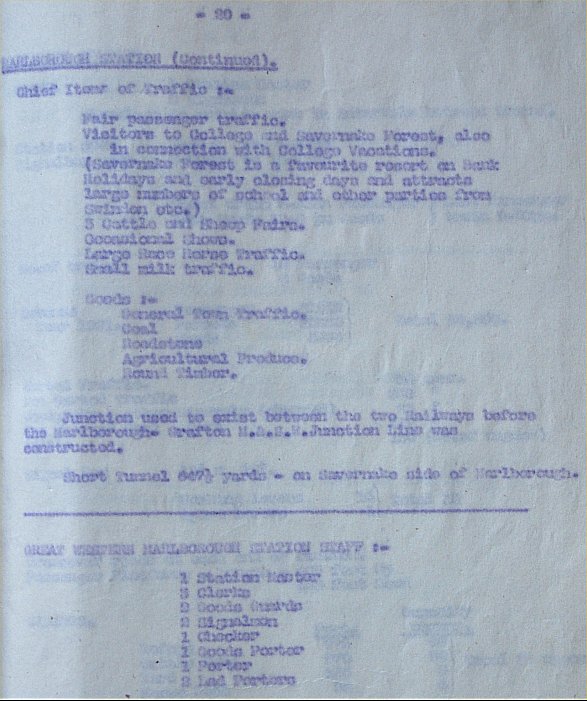 - 20 -
MARLBOROUGH STATION (Continued).
Chief Items of Traffic :-
Fair passenger traffic.
Visitors to College and Savernake Forest, also
in connection with College Vacations.
(Savernake Forest is a favourite resort on Bank
Holidays and early closing days and attracts
large numbers of school and other parties from
Swindon etc.)
5 Cattle and Sheep Fairs.
Occasional Shows.
Large Race Horse Traffic.
Small milk traffic.
Goods :-
General Town Traffic.
Coal
Roadstone
Agricultural Produce.
Round Timber.
Junction used to exist between the two Railways before
the Marlborough- Grafton M.& S.W.Junction Line was
constructed.
Short Tunnel 647½ yards - on Savernake side of Marlborough.
GREAT WESTERN MARLBOROUGH STATION STAFF :-
1 Station Master
Clerks
2 Goods Guards
2 Signalmen
1 Checker
1 Goods Porter
1 Porter
2 Lad Porters